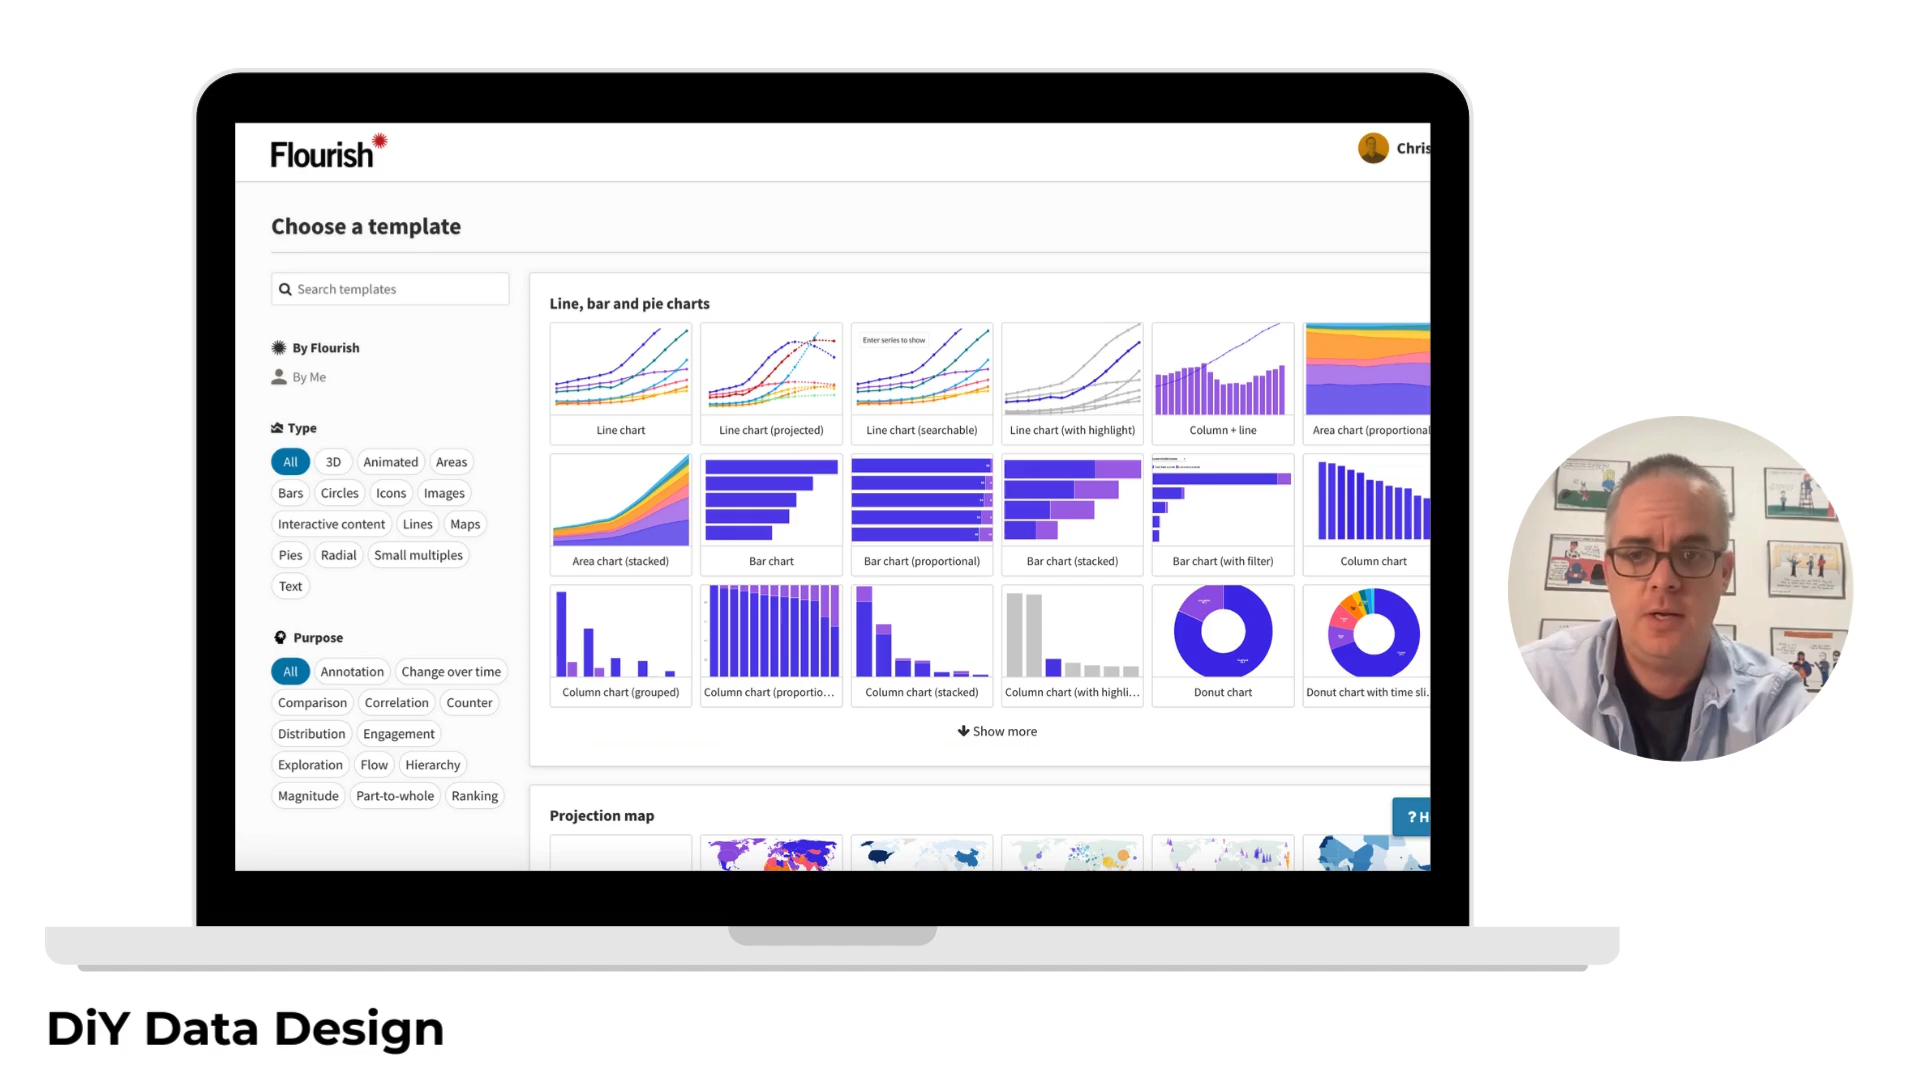 Flourish
Chris
Choose a template
Search templates
By Flourish
By Me
Type
All 3D Animated Areas
Bars Circles Icons Images
Interactive content Lines Maps
Pies Radial Small multiples
Text
Purpose
All Annotation Change over time
Comparison Correlation Counter
Distribution Engagement
Exploration Flow Hierarchy
Magnitude Part-to-whole Ranking
Line, bar and pie charts
Enter series to show
Line chart Line chart (projected) Line chart (searchable) Line chart (with highlight) Column + line Area chart (proportional
Area chart (stacked) Bar chart Bar chart (proportional) Bar chart (stacked) Bar chart (with filter) Column chart
Column chart (grouped) Column chart (proportio... Column chart (stacked) Column chart (with highli... Donut chart Donut chart with time sli.
Show more
Projection map
? H
DiY Data Design